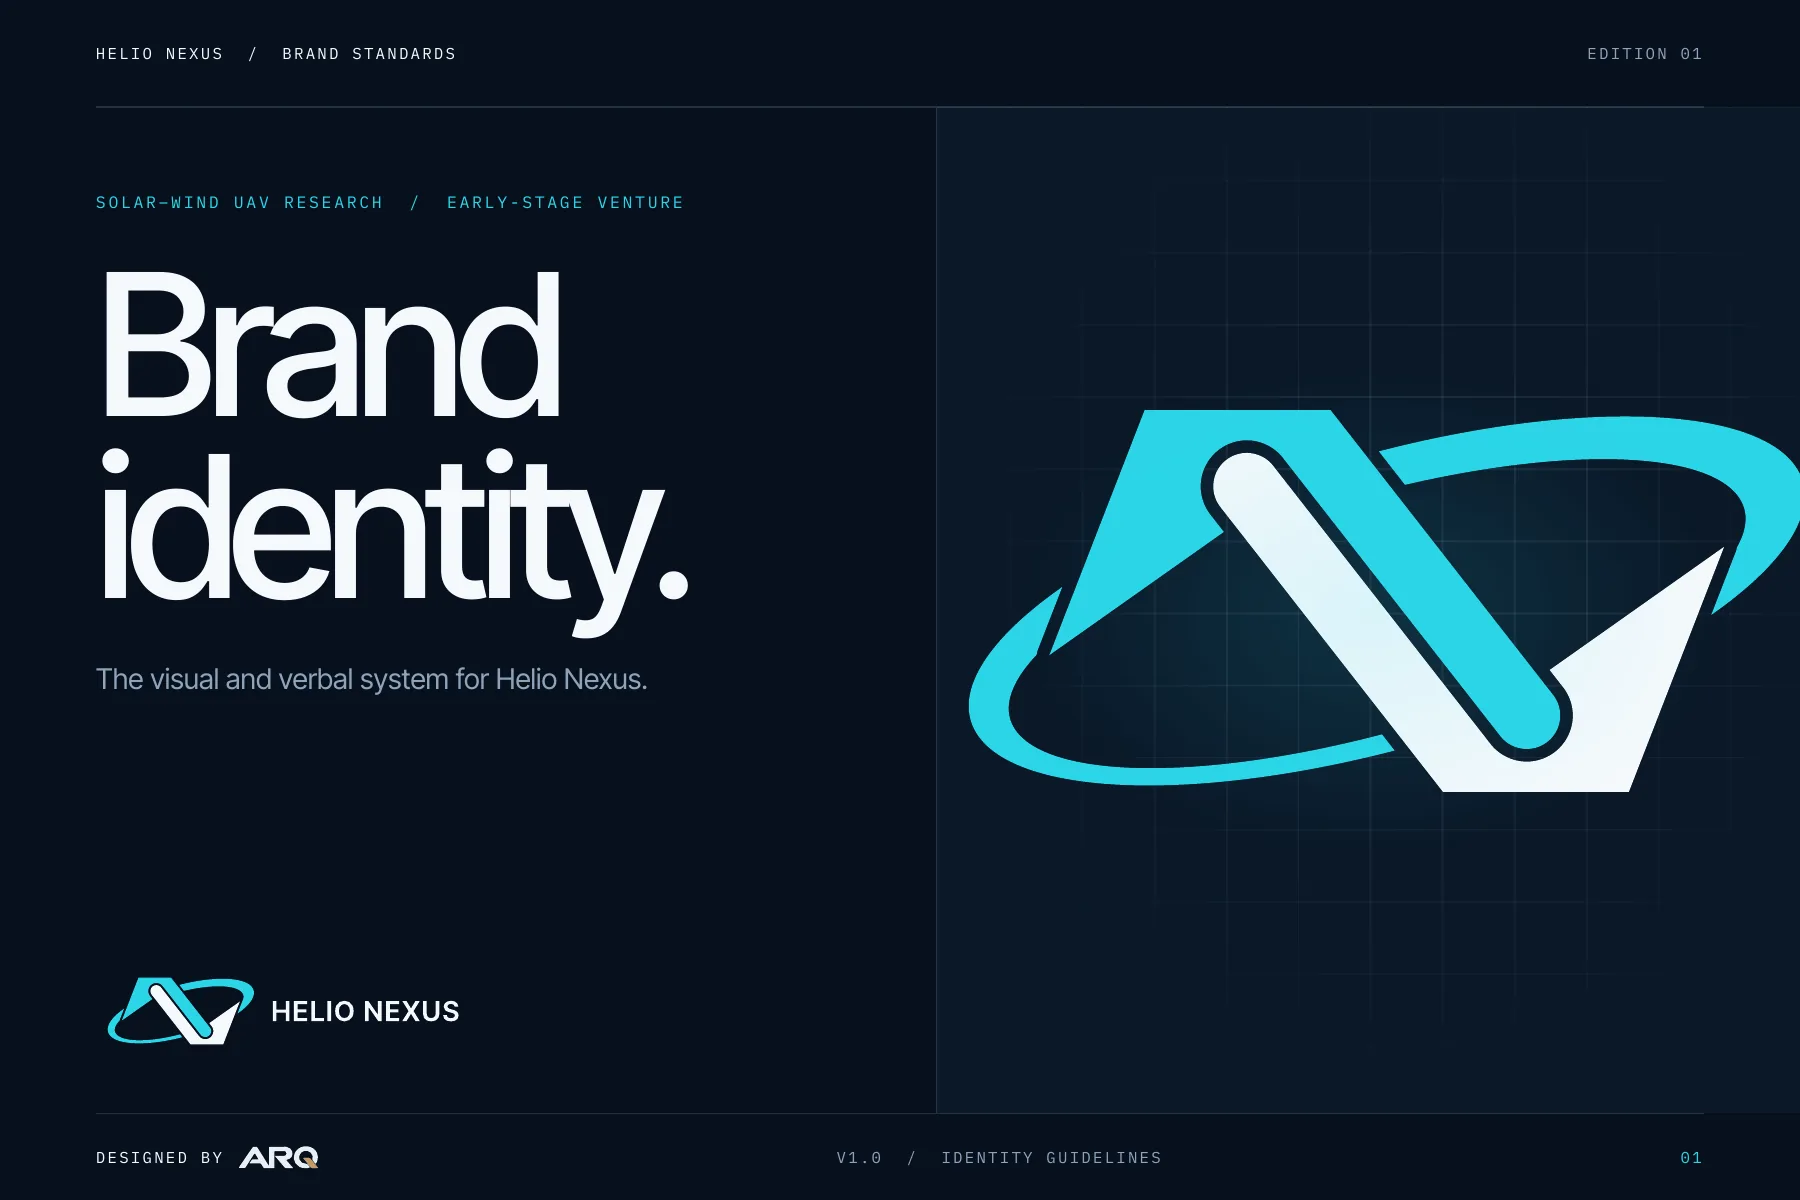 HELIO NEXUS / BRAND STANDARDS
EDITION 01
SOLAR–WIND UAV RESEARCH / EARLY-STAGE VENTURE
Brand
identity.
The visual and verbal system for Helio Nexus.
HELIO NEXUS
DESIGNED BY ARQ
V1.0 / IDENTITY GUIDELINES
01